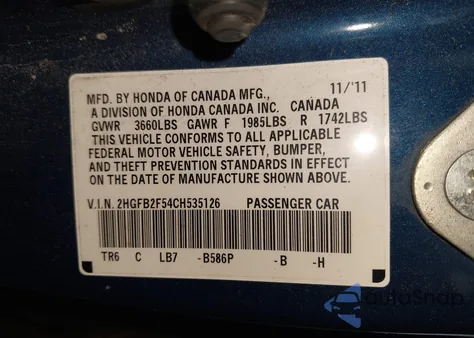 MFD. BY HONDA OF CANADA MFG., 11/'11
A DIVISION OF HONDA CANADA INC. CANADA
GVWR 3660LBS GAWR F 1985LBS R 1742LBS
THIS VEHICLE CONFORMS TO ALL APPLICABLE
FEDERAL MOTOR VEHICLE SAFETY, BUMPER,
AND THEFT PREVENTION STANDARDS IN EFFECT
ON THE DATE OF MANUFACTURE SHOWN ABOVE.
V.I.N. 2HGFB2F54CH535126 PASSENGER CAR
TR6 C LB7 -B586P -B -H
autoSnap